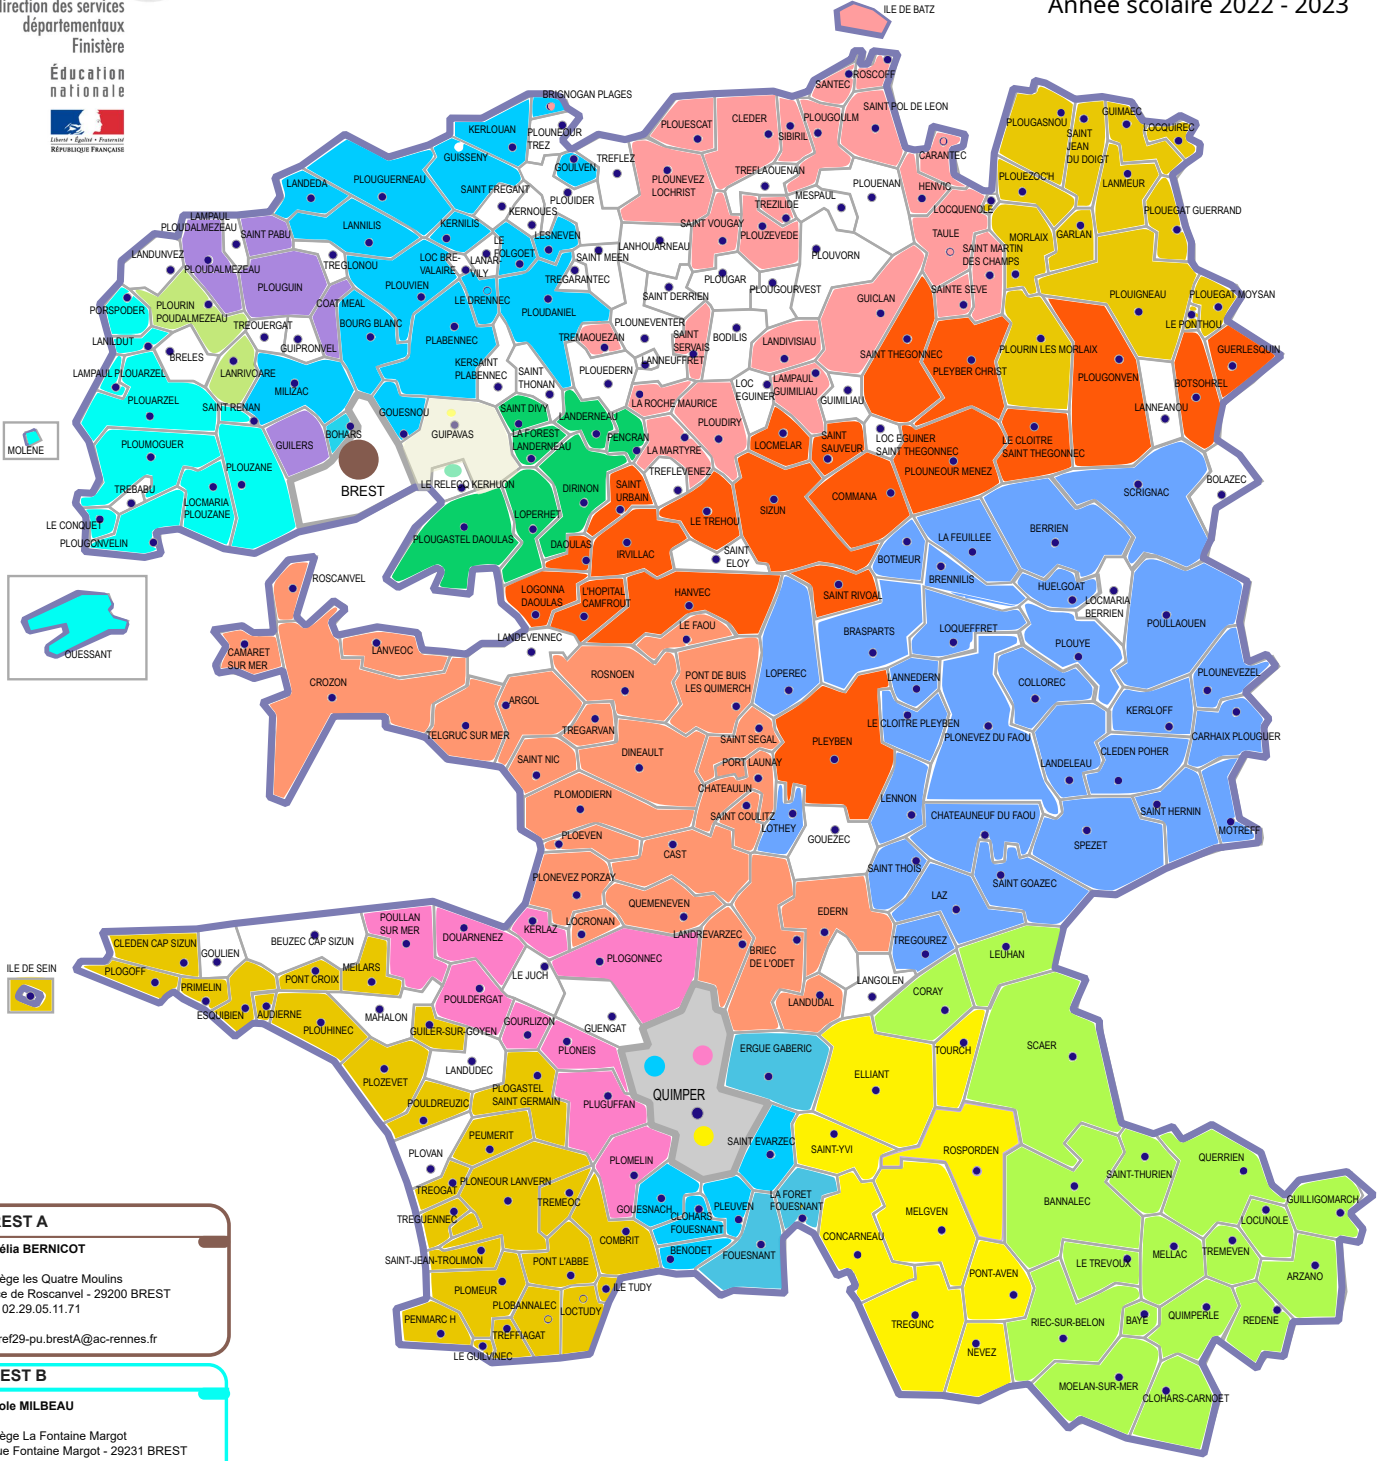 direction des services
départementaux
Finistère
Éducation
nationale
Liberté • Égalité • Fraternité
RÉPUBLIQUE FRANÇAISE
Année scolaire 2022 - 2023
ILE DE BATZ
SANTEC
ROSCOFF
BRIGNOGAN PLAGES
KERLOUAN
PLOUNEOUR
TREZ
GUISSENY
GOULVEN
TREFLEZ
PLOUESCAT
CLEDER
SIBIRIL
PLOUGOULM
SAINT POL DE LEON
CARANTEC
PLOUGASNOU
SAINT
JEAN
DU DOIGT
GUIMAEC
LOCQUIREC
LANMEUR
PLOUEZOC'H
LANDEDA
PLOUGUERNEAU
SAINT FREGANT
KERNOUES
PLOUIDER
PLOUNEVEZ
LOCHRIST
TREFLAOUENAN
TREZILIDE
MESPAUL
PLOUENAN
HENVIC
LOCQUENOLE
PLOUEGAT GUERRAND
LAMPAUL
PLOUDALMEZEAU
SAINT PABU
LANNILIS
KERNILIS
LE
FOLGOET
LESNEVEN
SAINT MEEN
LANHOUARNEAU
SAINT VOUGAY
PLOUZEVEDE
PLOUVORN
TAULE
SAINT MARTIN
DES CHAMPS
MORLAIX
GARLAN
LANDUNVEZ
PLOUDALMEZEAU
TREGLONOU
LOC BRE-
VALAIRE
LANAR-
VILY
TREGARANTEC
SAINT DERRIEN
PLOUGAR
PLOUGOURVEST
GUICLAN
SAINTE SEVE
PLOUIGNEAU
PLOUEGAT MOYSAN
LE PONTHOU
GUERLESQUIN
PORSPODER
PLOURIN
POUDALMEZEAU
PLOUGUIN
COAT MEAL
PLOUVIEN
LE DRENNEC
PLOUDANIEL
TREOUERGAT
GUIPRONVEL
BOURG BLANC
PLABENNEC
TREMAOUEZAN
PLOUNEVENTER
SAINT
SERVAIS
BODILIS
LANDIVISIAU
SAINT THEGONNEC
PLEYBER CHRIST
PLOURIN LES MORLAIX
PLOUGONVEN
BOTSOHREL
LANILDUT
BRELES
LANRIVOARE
LAMPAUL PLOUARZEL
MILIZAC
KERSAINT
PLABENNEC
SAINT
THONAN
PLOUEDERN
LANNEUFFRET
LOC
EGUINER
LAMPAUL
GUIMILIAU
GUIMILIAU
LANNEANOU
PLOUARZEL
SAINT RENAN
GOUESNOU
SAINT DIVY
LANDERNEAU
LA ROCHE MAURICE
PLOUDIRY
LOC EGUINER
SAINT THEGONNEC
LE CLOITRE
SAINT THEGONNEC
PLOUMOGUER
GUILERS
BOHARS
GUIPAVAS
LA FOREST
LANDERNEAU
PENCRAN
LA MARTYRE
LOCMELAR
SAINT
SAUVEUR
PLOUNEOUR MENEZ
MOLENE
PLOUZANE
BREST
LE RELECQ KERHUON
TREFLEVENEZ
BOLAZEC
TREBABU
LOCMARIA
PLOUZANE
DIRINON
SAINT
URBAIN
SIZUN
COMMANA
SCRIGNAC
LE CONQUET
PLOUGONVELIN
LOPERHET
LE TREHOU
PLOUGASTEL DAOULAS
DAOULAS
IRVILLAC
SAINT
ELOY
BOTMEUR
LA FEUILLEE
BERRIEN
BRENNILIS
HUELGOAT
LOCMARIA
BERRIEN
POULLAOUEN
ROSCANVEL
LOGONNA
DAOULAS
L'HOPITAL
CAMFROUT
HANVEC
SAINT RIVOAL
LE FAOU
BRASPARTS
LOQUEFFRET
PLOUYE
OUESSANT
CAMARET
SUR MER
LANVEOC
LANDEVENNEC
CROZON
ROSNOEN
PONT DE BUIS
LES QUIMERCH
LOPEREC
LANNEDERN
COLLOREC
PLOUNEVEZEL
ARGOL
TREGARVAN
SAINT SEGAL
LE CLOITRE PLEYBEN
KERGLOFF
TELGRUC SUR MER
PLEYBEN
PLONEVEZ DU FAOU
CARHAIX PLOUGUER
SAINT NIC
DINEAULT
PORT LAUNAY
LANDELEAU
CLEDEN POHER
PLOMODIERN
CHATEAULIN
SAINT COULITZ
LOTHEY
LENNON
CHATEAUNEUF DU FAOU
SAINT HERNIN
MOTREFF
PLOEVEN
CAST
GOUEZEC
SPEZET
PLONEVEZ PORZAY
SAINT THOIS
SAINT GOAZEC
QUEMENEVEN
LAZ
LOCRONAN
EDERN
POULLAN
SUR MER
DOUARNENEZ
KERLAZ
LANDREVARZEC
BRIEC
DE L'ODET
TREGOUREZ
LEUHAN
CLEDEN CAP SIZUN
GOULIEN
BEUZEC CAP SIZUN
PLOGONNEC
ILE DE SEIN
PLOGOFF
PRIMELIN
PONT CROIX
MEILARS
LE JUCH
LANGOLEN
CORAY
ESQUIBIEN
AUDIERNE
PLOUHINEC
MAHALON
POULDERGAT
GUILER-SUR-GOYEN
GOURLIZON
GUENGAT
LANDUDAL
PLONEIS
ERGUE GABERIC
TOURCH
SCAER
PLOZEVET
LANDUDEC
PLOGASTEL
SAINT GERMAIN
PLUGUFFAN
QUIMPER
ELLIANT
POULDREUZIC
PEUMERIT
PLOVAN
SAINT EVARZEC
SAINT-YVI
ROSPORDEN
QUERRIEN
SAINT-THURIEN
PLOMELIN
TREOGAT
PLONEOUR LANVERN
TREMEOC
GOUESNACH
PLEUVEN
LA FORET
FOUESNANT
BANNALEC
GUILLIGOMARCH
TREGUENNEC
CLOHARS
FOUESNANT
MELGVEN
LOCUNOLE
COMBRIT
BENODET
FOUESNANT
CONCARNEAU
MELLAC
TREMEVEN
SAINT-JEAN-TROLIMON
PONT L'ABBE
LE TREVOUX
ARZANO
PLOMEUR
ILE TUDY
PONT-AVEN
PLOBANNALEC
LOCTUDY
TREGUNC
RIEC-SUR-BELON
BAYE
QUIMPERLE
REDENE
PENMARC H
TREFFIAGAT
LE GUILVINEC
NEVEZ
MOELAN-SUR-MER
CLOHARS-CARNOET
EST A
élia BERNICOT
ège les Quatre Moulins
ce de Roscanvel - 29200 BREST
02.29.05.11.71
ref29-pu.brestA@ac-rennes.fr
EST B
ole MILBEAU
ège La Fontaine Margot
ue Fontaine Margot - 29231 BREST